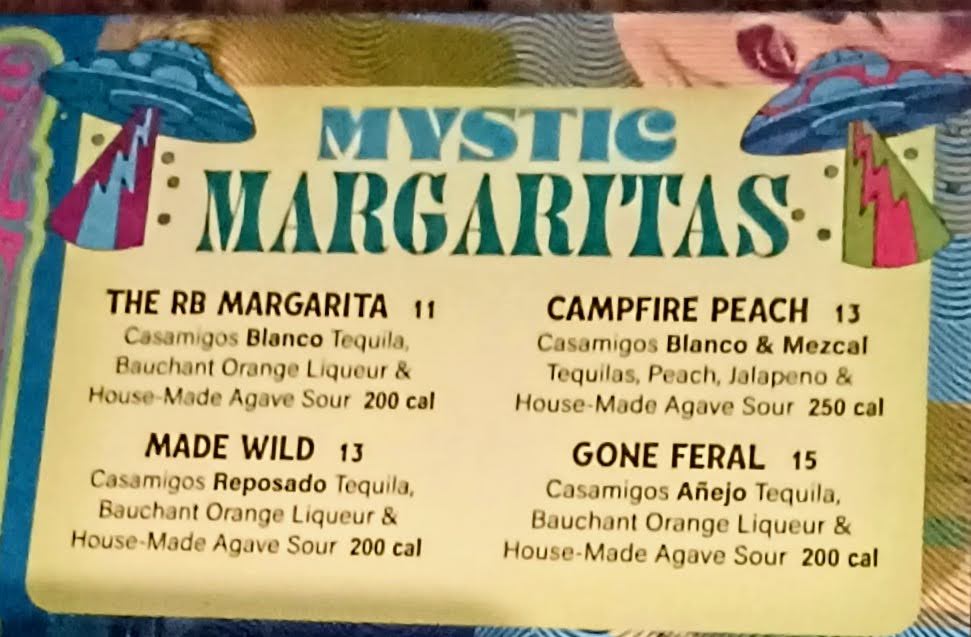 MYSTIC
MARGARITAS
THE RB MARGARITA 11
Casamigos Blanco Tequila,
Bauchant Orange Liqueur &
House-Made Agave Sour 200 cal
MADE WILD 13
Casamigos Reposado Tequila,
Bauchant Orange Liqueur &
House-Made Agave Sour 200 cal
CAMPFIRE PEACH 13
Casamigos Blanco & Mezcal
Tequilas, Peach, Jalapeno &
House-Made Agave Sour 250 cal
GONE FERAL 15
Casamigos Añejo Tequila,
Bauchant Orange Liqueur &
House-Made Agave Sour 200 cal